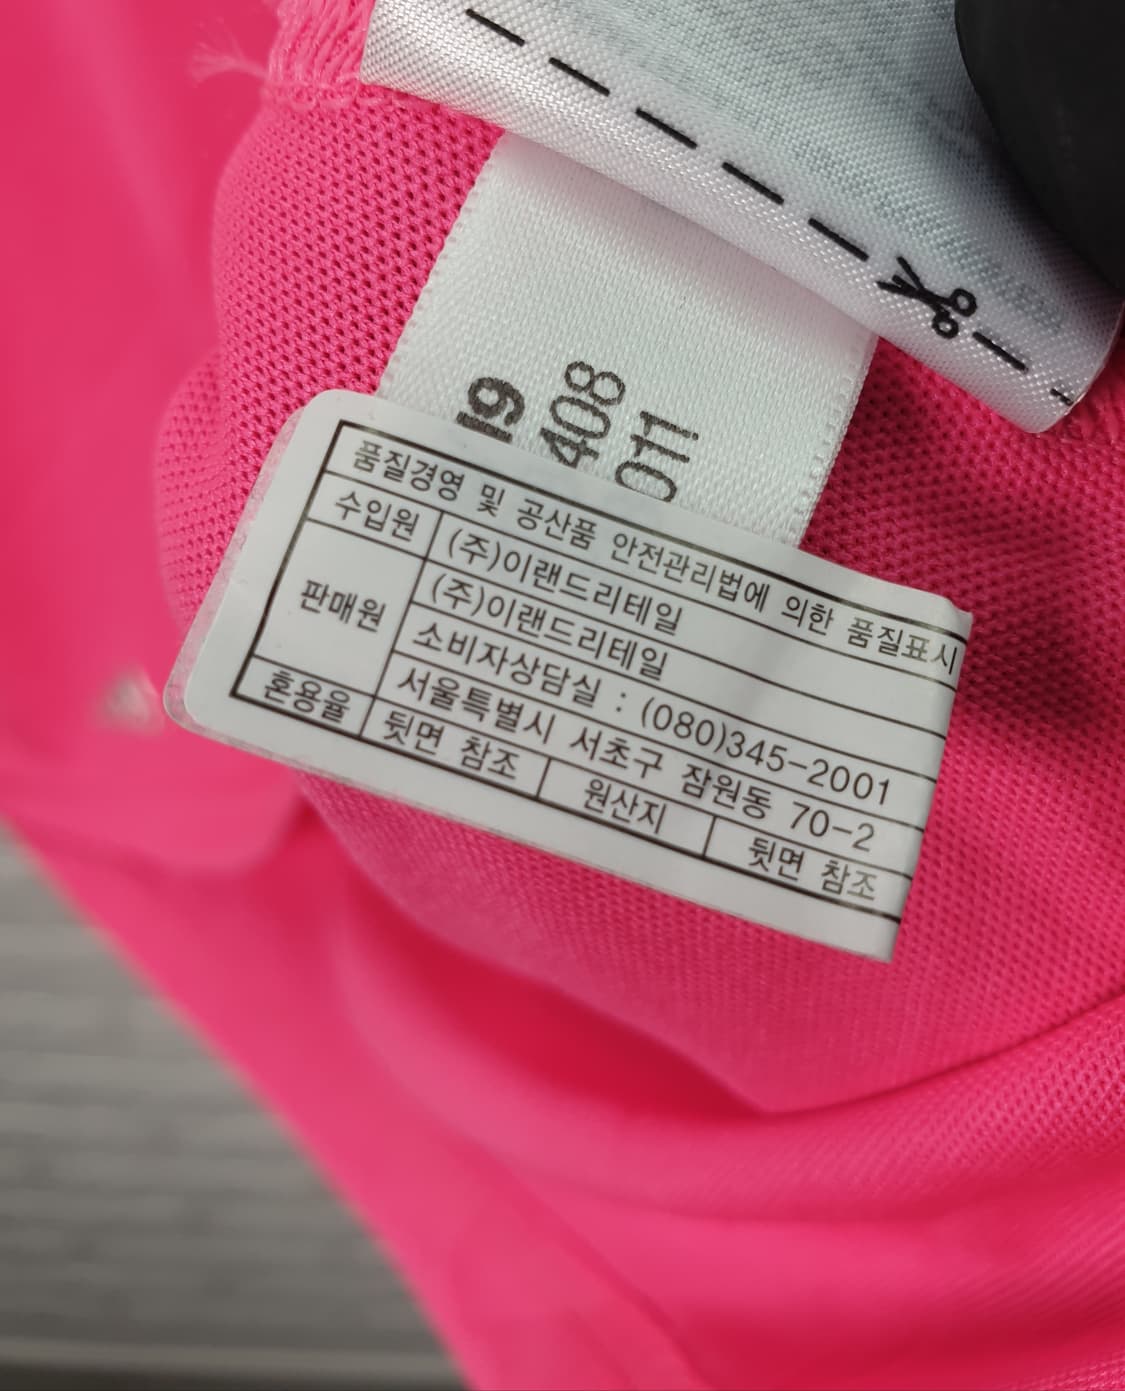 19
408
011
품질경영 및 공산품 안전관리법에 의한 품질표시
수입원 (주)이랜드리테일
판매원 (주)이랜드리테일
소비자상담실 : (080)345-2001
서울특별시 서초구 잠원동 70-2
혼용율 뒷면 참조 원산지 뒷면 참조